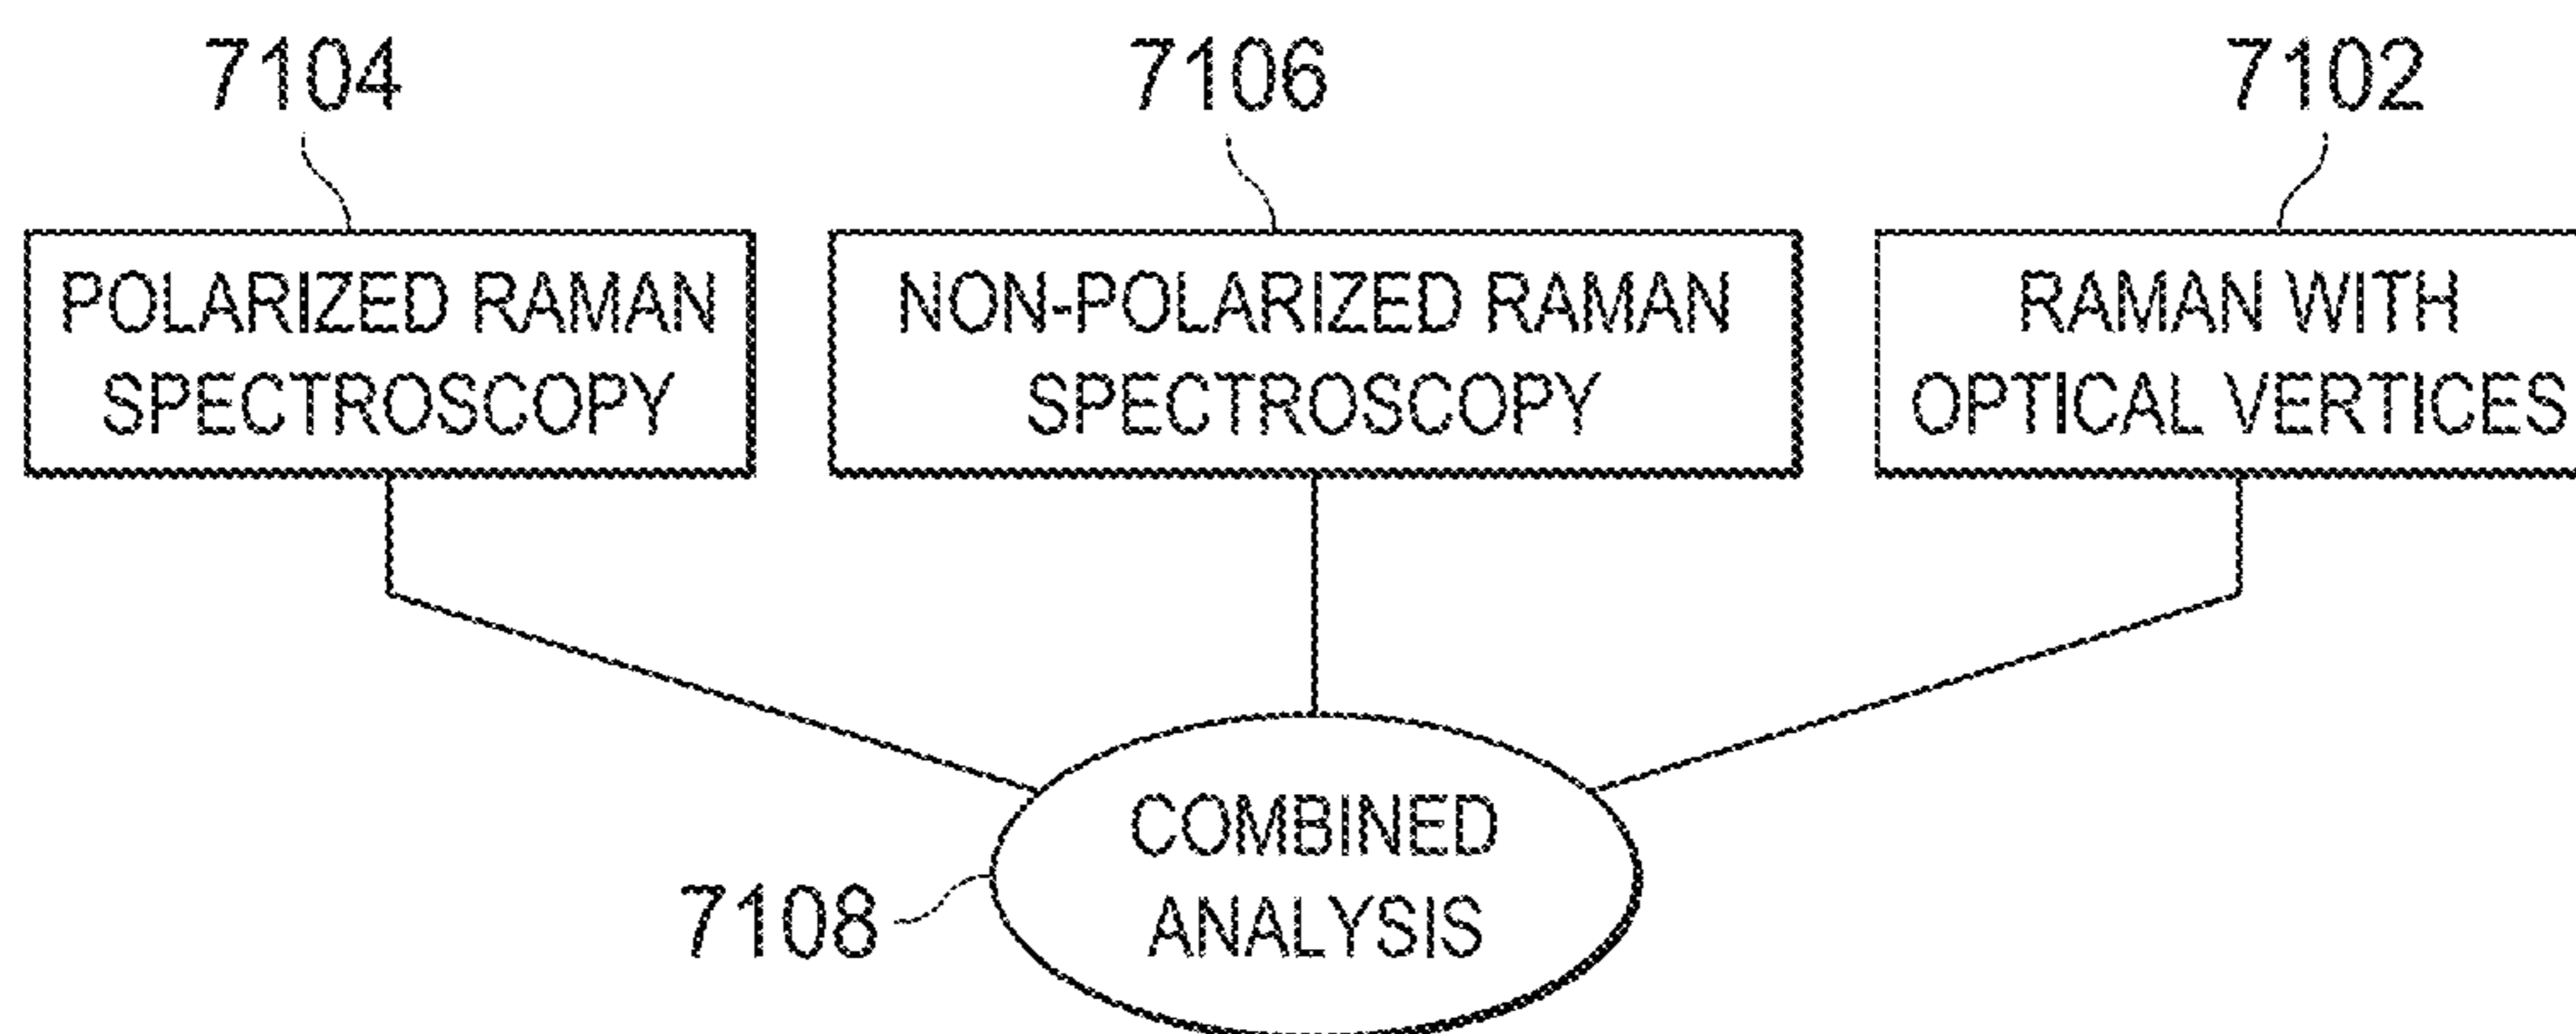 7104
7106
7102
POLARIZED RAMAN
SPECTROSCOPY
NON-POLARIZED RAMAN
SPECTROSCOPY
RAMAN WITH
OPTICAL VERTICES
COMBINED
ANALYSIS
7108